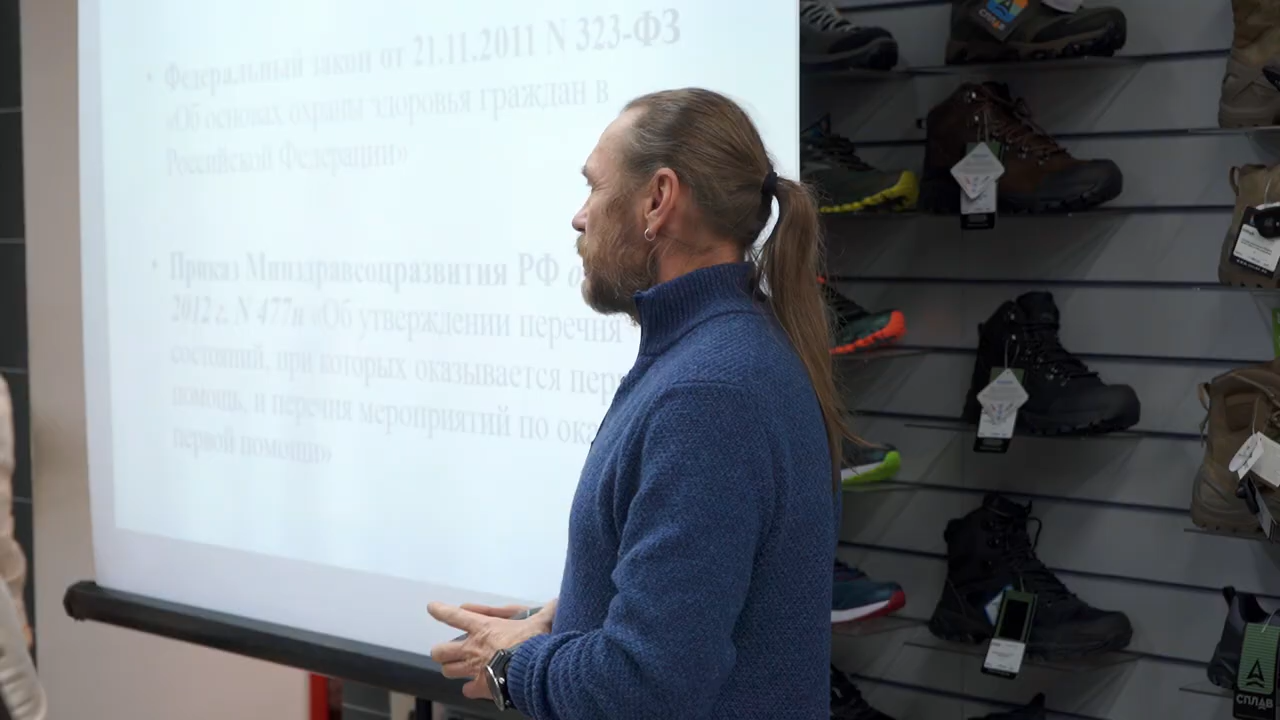 Федеральный закон от 21.11.2011 N 323-ФЗ
«Об основах охраны здоровья граждан в
Российской Федерации»
Приказ Минздравсоцразвития РФ
2012 г. N 477н «Об утверждении перечня
состояний, при которых оказывается
помощь, и перечня мероприятий по
первой помощи»
СПЛАВ
СПЛАВ